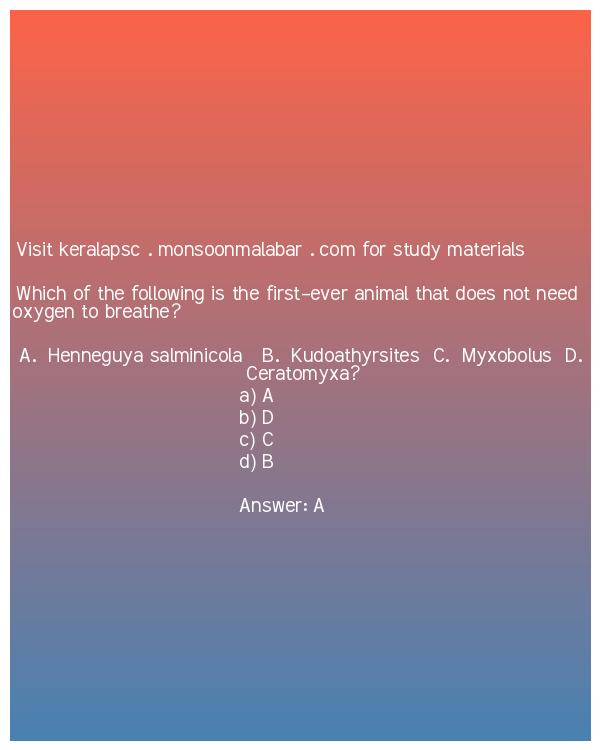 Visit keralapsc . monsoonmalabar . com for study materials
Which of the following is the first-ever animal that does not need
oxygen to breathe?
A. Henneguya salminicola B. Kudoathyrsites C. Myxobolus D.
Ceratomyxa?
a) A
b) D
c) C
d) B
Answer: A